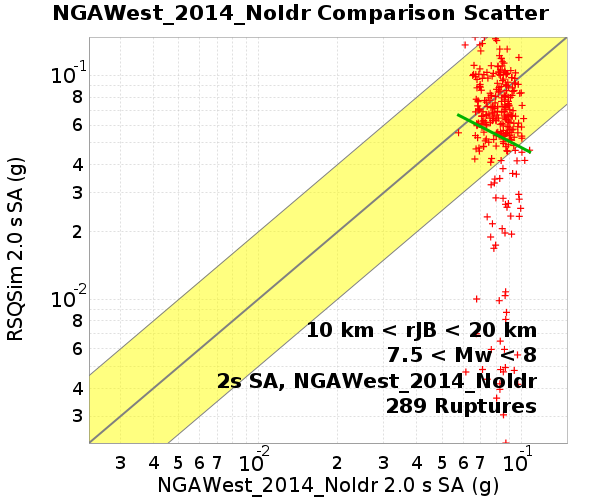 NGAWest_2014_NoIdr Comparison Scatter
RSQSim 2.0 s SA (g)
10⁻¹
8
6
4
3
2
10⁻²
8
6
4
3
10 km < rJB < 20 km
7.5 < Mw < 8
2s SA, NGAWest_2014_NoIdr
289 Ruptures
3 4 5 6 7 10⁻² 2 3 4 5 6 7 10⁻¹
NGAWest_2014_NoIdr 2.0 s SA (g)